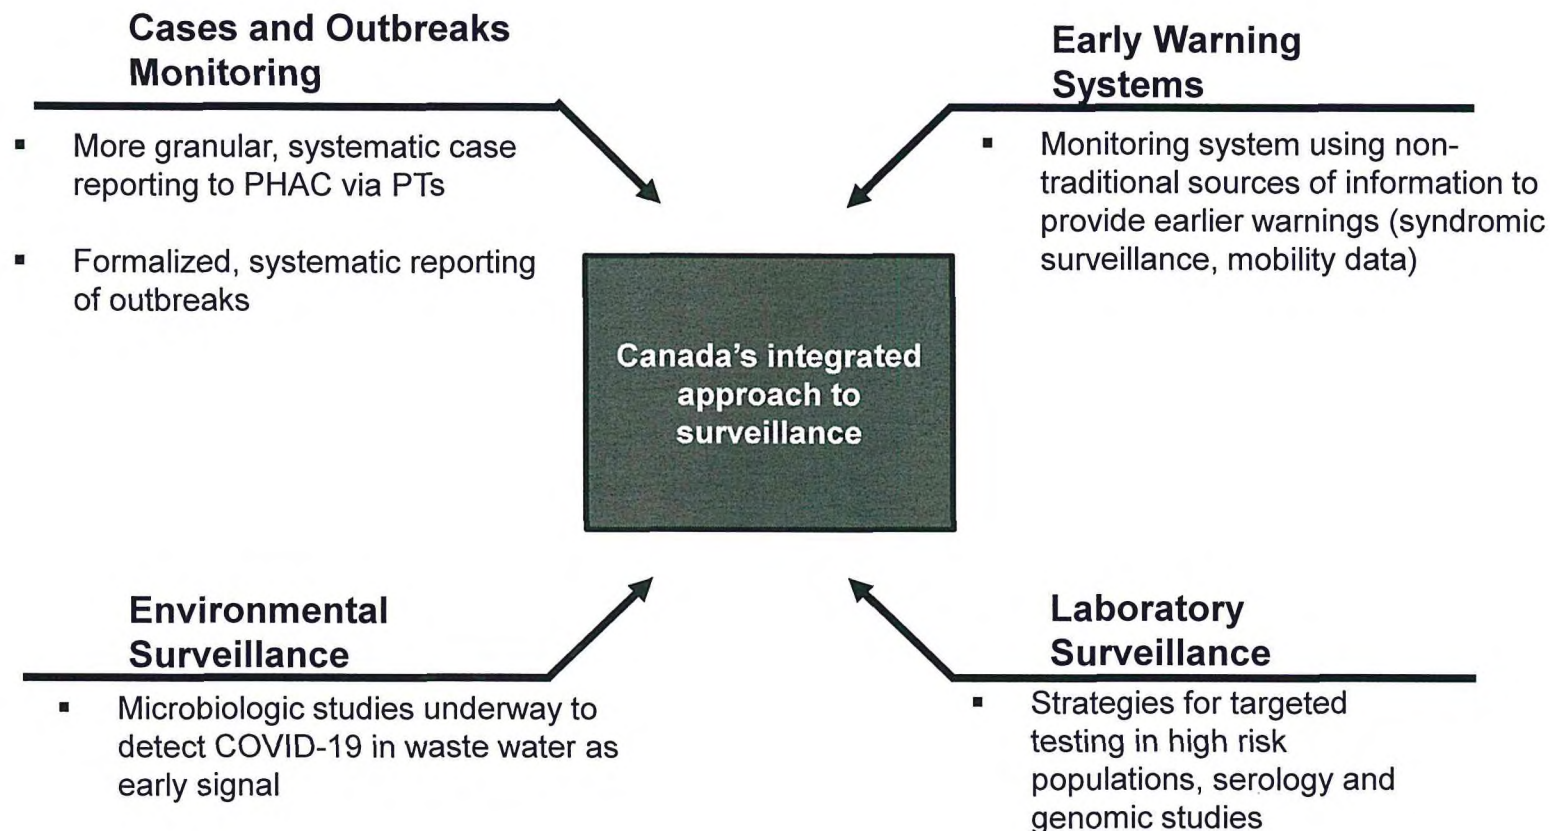 Cases and Outbreaks
Monitoring
▪ More granular, systematic case
reporting to PHAC via PTs
▪ Formalized, systematic reporting
of outbreaks
Early Warning
Systems
▪ Monitoring system using non-
traditional sources of information to
provide earlier warnings (syndromic
surveillance, mobility data)
Canada's integrated
approach to
surveillance
Environmental
Surveillance
▪ Microbiologic studies underway to
detect COVID-19 in waste water as
early signal
Laboratory
Surveillance
▪ Strategies for targeted
testing in high risk
populations, serology and
genomic studies